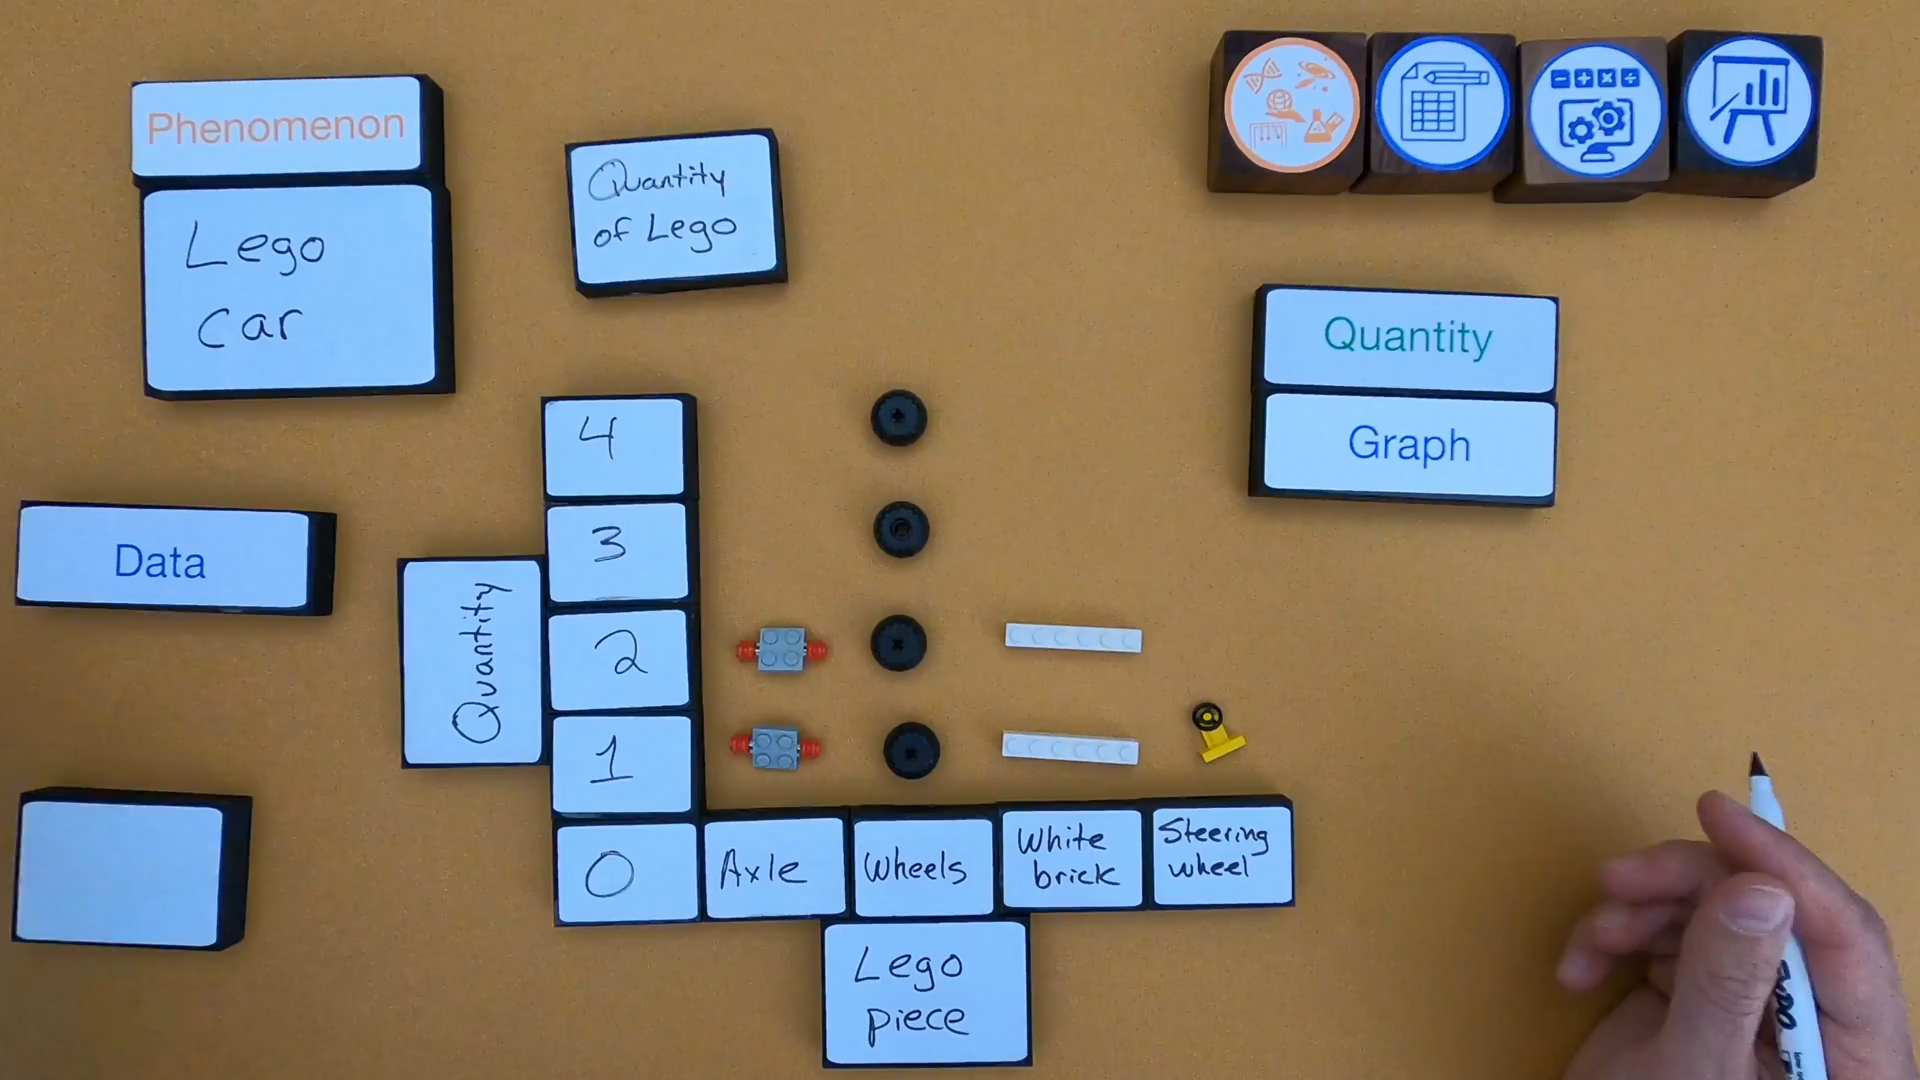 Phenomenon
Lego
car
Quantity
of Lego
Quantity
Graph
Data
Quantity
4
3
2
1
0
Axle
Wheels
White
brick
Steering
wheel
Lego
piece
EXPO